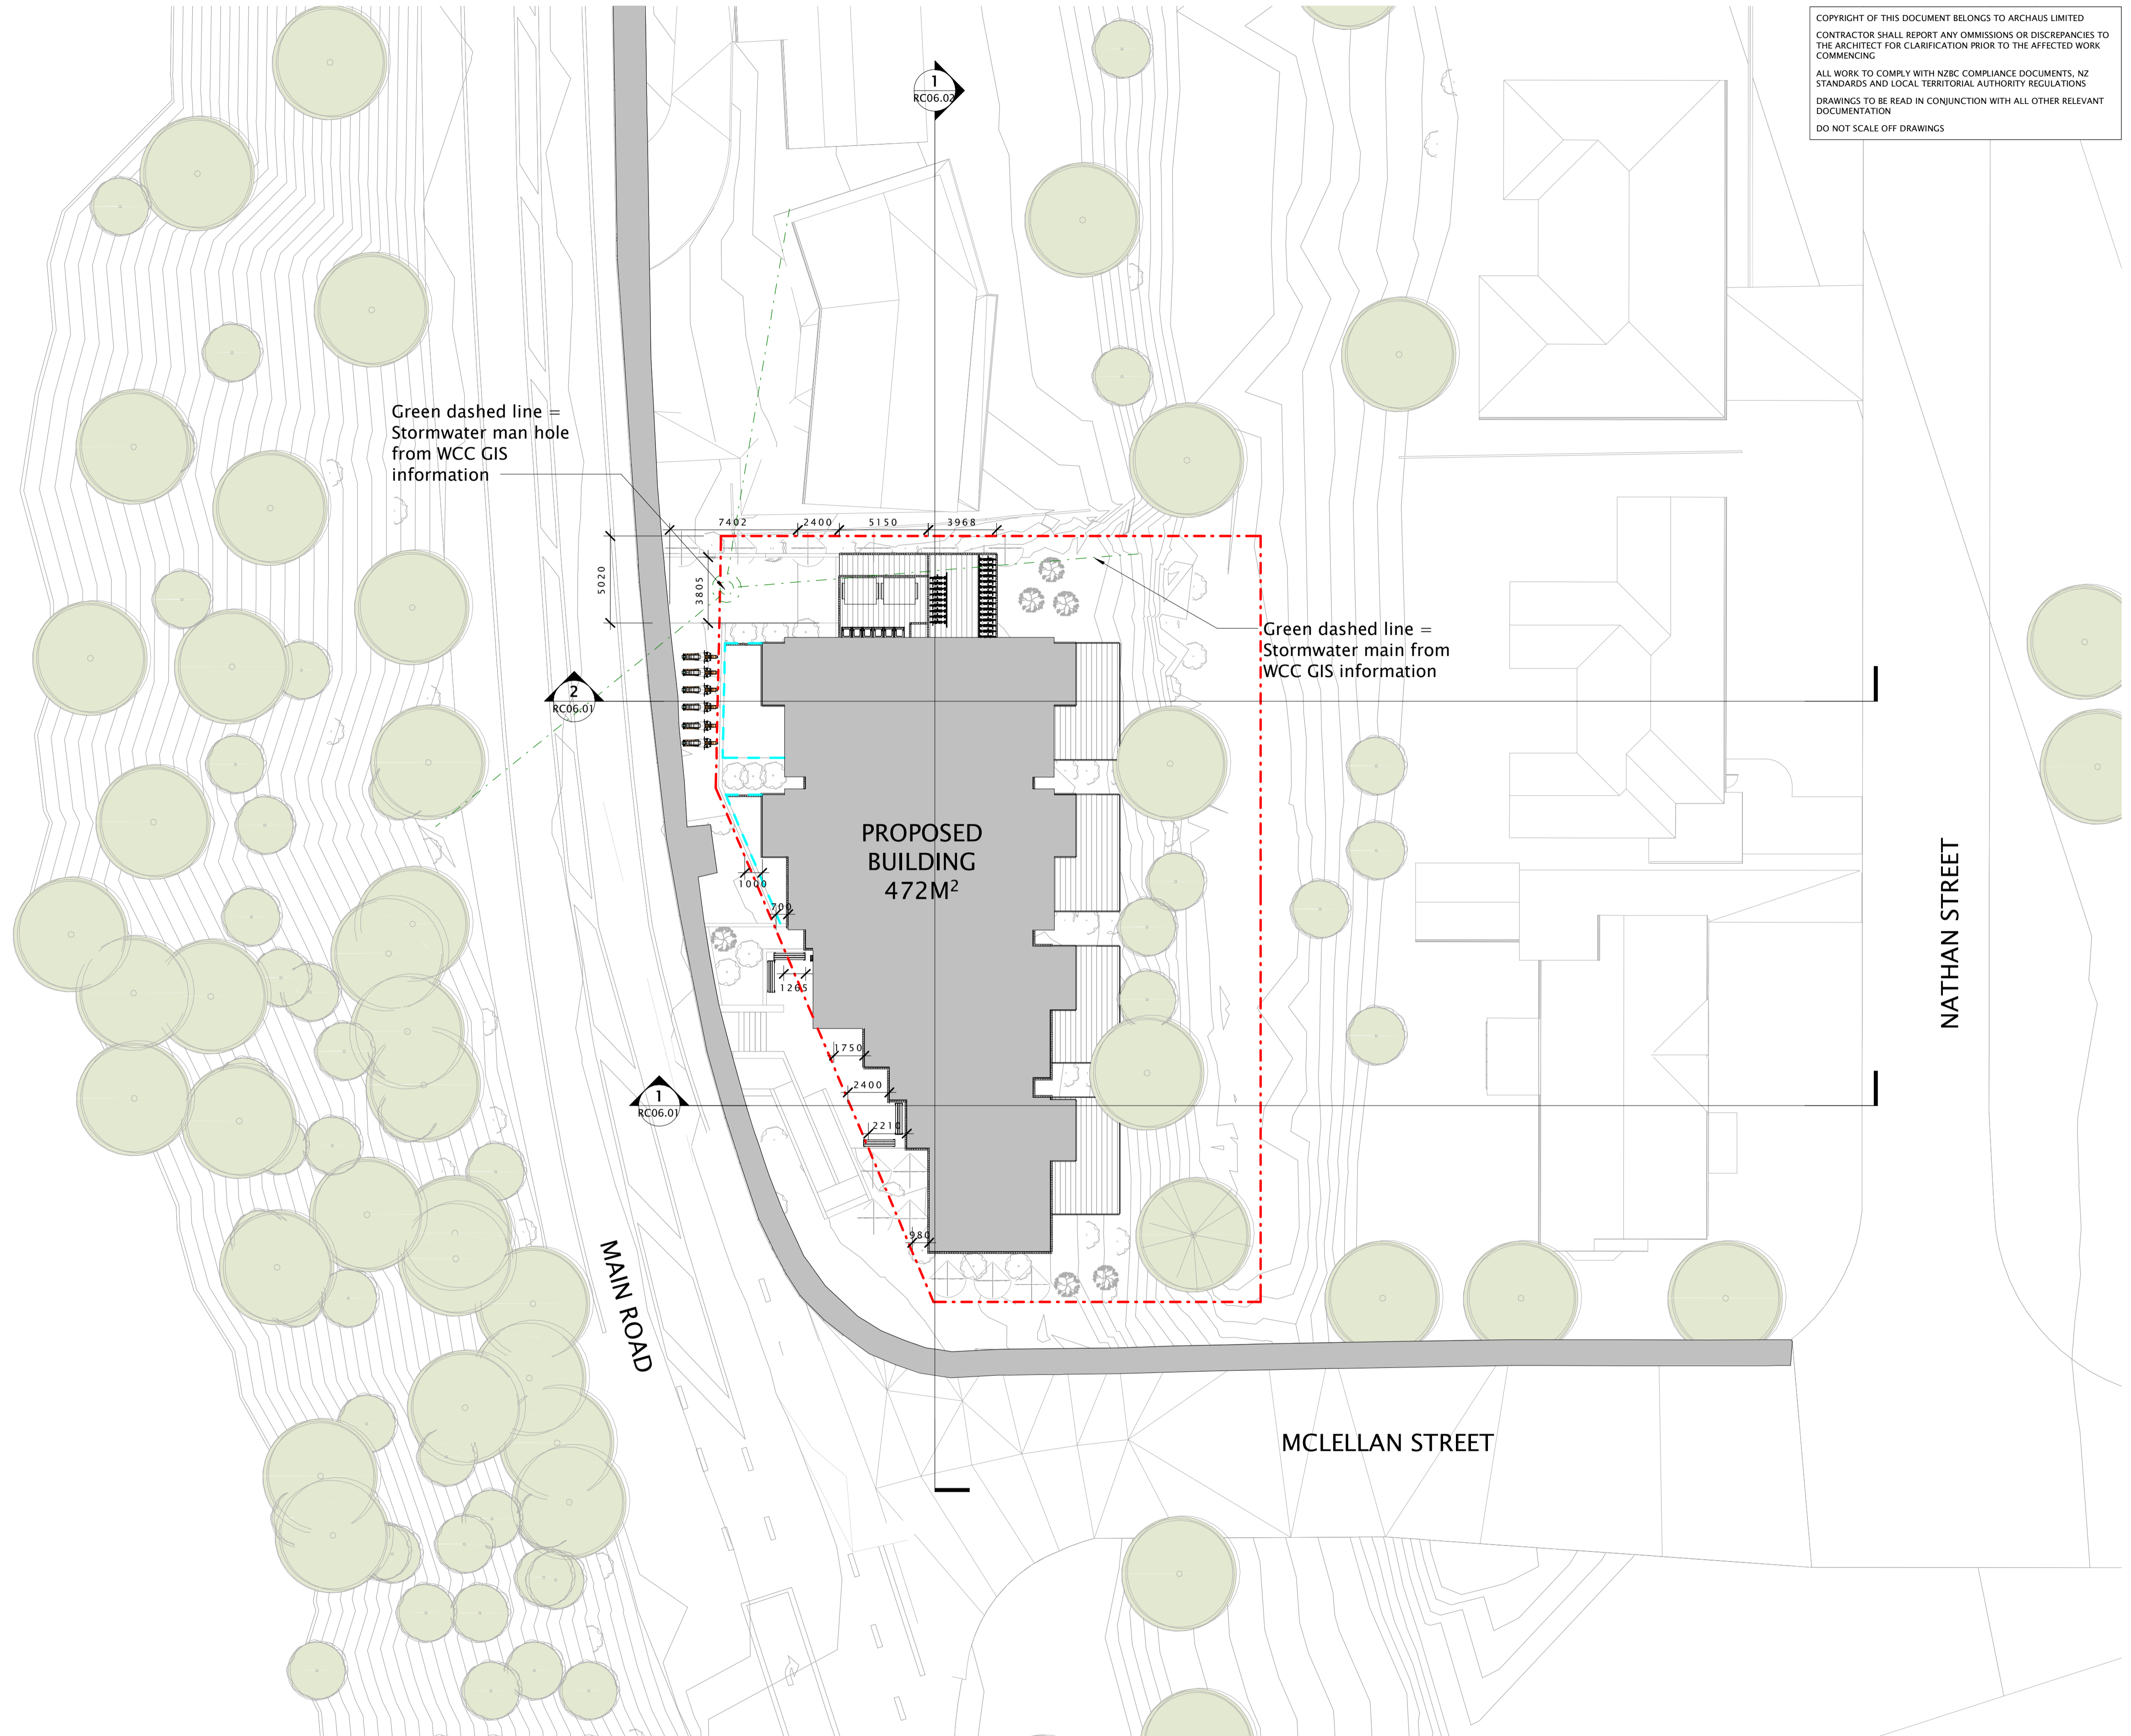 COPYRIGHT OF THIS DOCUMENT BELONGS TO ARCHAUS LIMITED
CONTRACTOR SHALL REPORT ANY OMMISSIONS OR DISCREPANCIES TO
THE ARCHITECT FOR CLARIFICATION PRIOR TO THE AFFECTED WORK
COMMENCING
ALL WORK TO COMPLY WITH NZBC COMPLIANCE DOCUMENTS, NZ
STANDARDS AND LOCAL TERRITORIAL AUTHORITY REGULATIONS
DRAWINGS TO BE READ IN CONJUNCTION WITH ALL OTHER RELEVANT
DOCUMENTATION
DO NOT SCALE OFF DRAWINGS
1
RC06.02
Green dashed line =
Stormwater man hole
from WCC GIS
information
7402
2400
5150
3968
5020
3805
Green dashed line =
Stormwater main from
WCC GIS information
2
RC06.01
PROPOSED
BUILDING
472M²
1000
700
1265
1750
2400
2210
980
1
RC06.01
NATHAN STREET
MAIN ROAD
MCLELLAN STREET